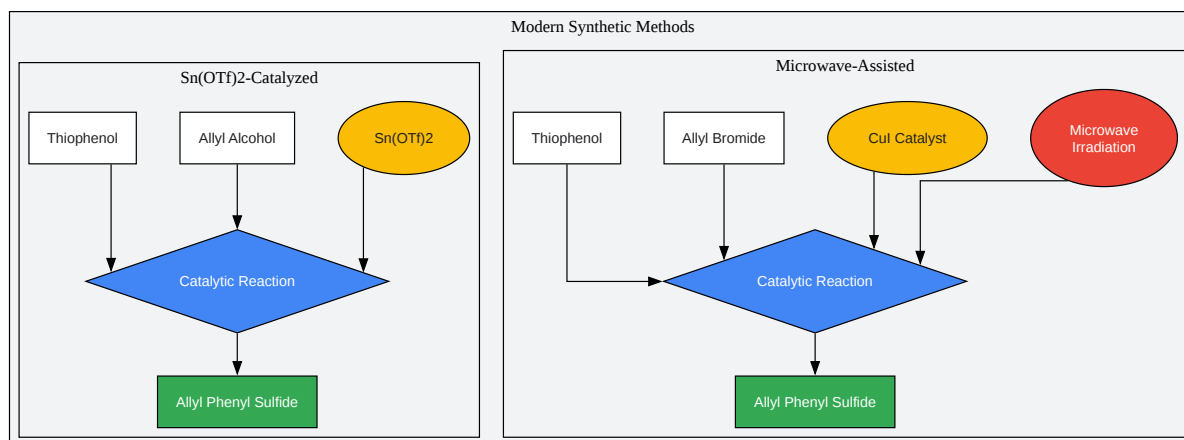 Modern Synthetic Methods
Sn(OTf)2-Catalyzed
Thiophenol
Allyl Alcohol
Sn(OTf)2
Catalytic Reaction
Allyl Phenyl Sulfide
Microwave-Assisted
Thiophenol
Allyl Bromide
CuI Catalyst
Microwave
Irradiation
Catalytic Reaction
Allyl Phenyl Sulfide